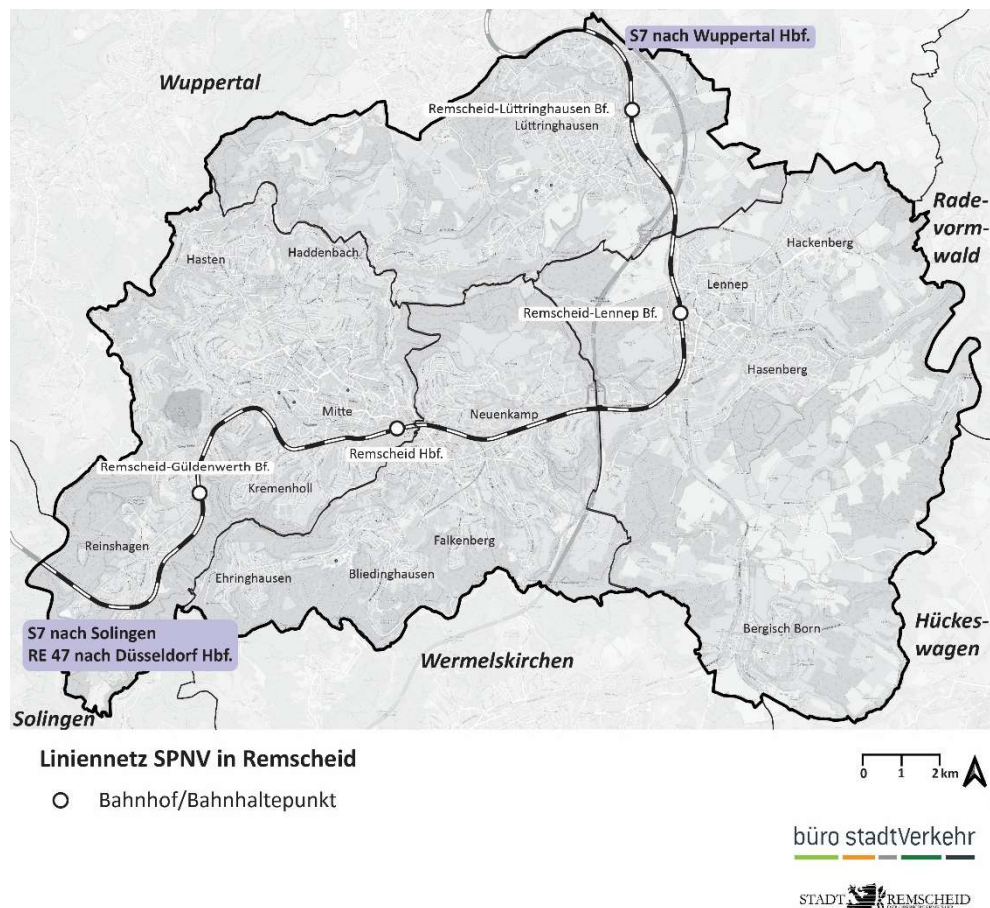 S7 nach Wuppertal Hbf.
Wuppertal
Remscheid-Lüttringhausen Bf.
Lüttringhausen
Rade-
vorm-
wald
Hasten
Haddenbach
Hackenberg
Lennep
Remscheid-Lennep Bf.
Hasenberg
Mitte
Neuenkamp
Remscheid Hbf.
Remscheid-Güldenwerth Bf.
Kremenholl
Reinshagen
Falkenberg
Ehringhausen
Bliedinghausen
S7 nach Solingen
RE 47 nach Düsseldorf Hbf.
Bergisch Born
Hückes-
wagen
Wermelskirchen
Solingen
Liniennetz SPNV in Remscheid
Bahnhof/Bahnhaltepunkt
0 1 2 km
büro stadtVerkehr
STADT REMSCHEID